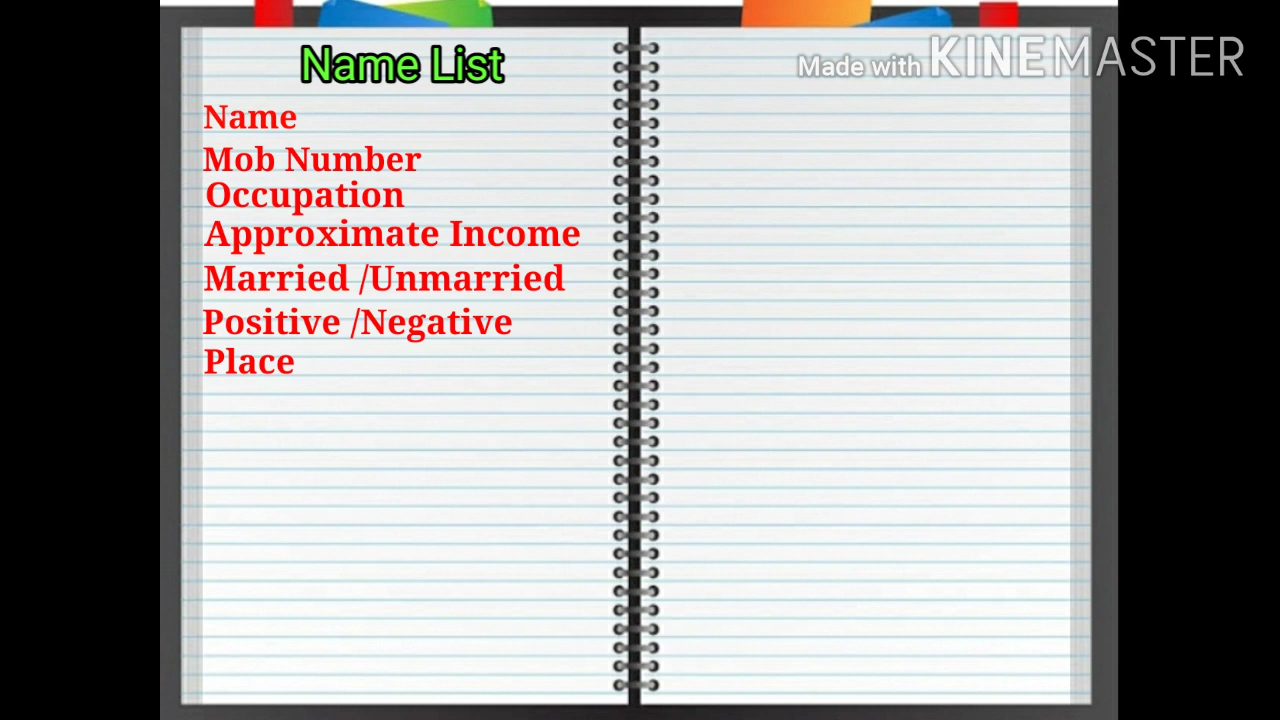 Name List
Made with KINEMASTER
Name
Mob Number
Occupation
Approximate Income
Married /Unmarried
Positive /Negative
Place